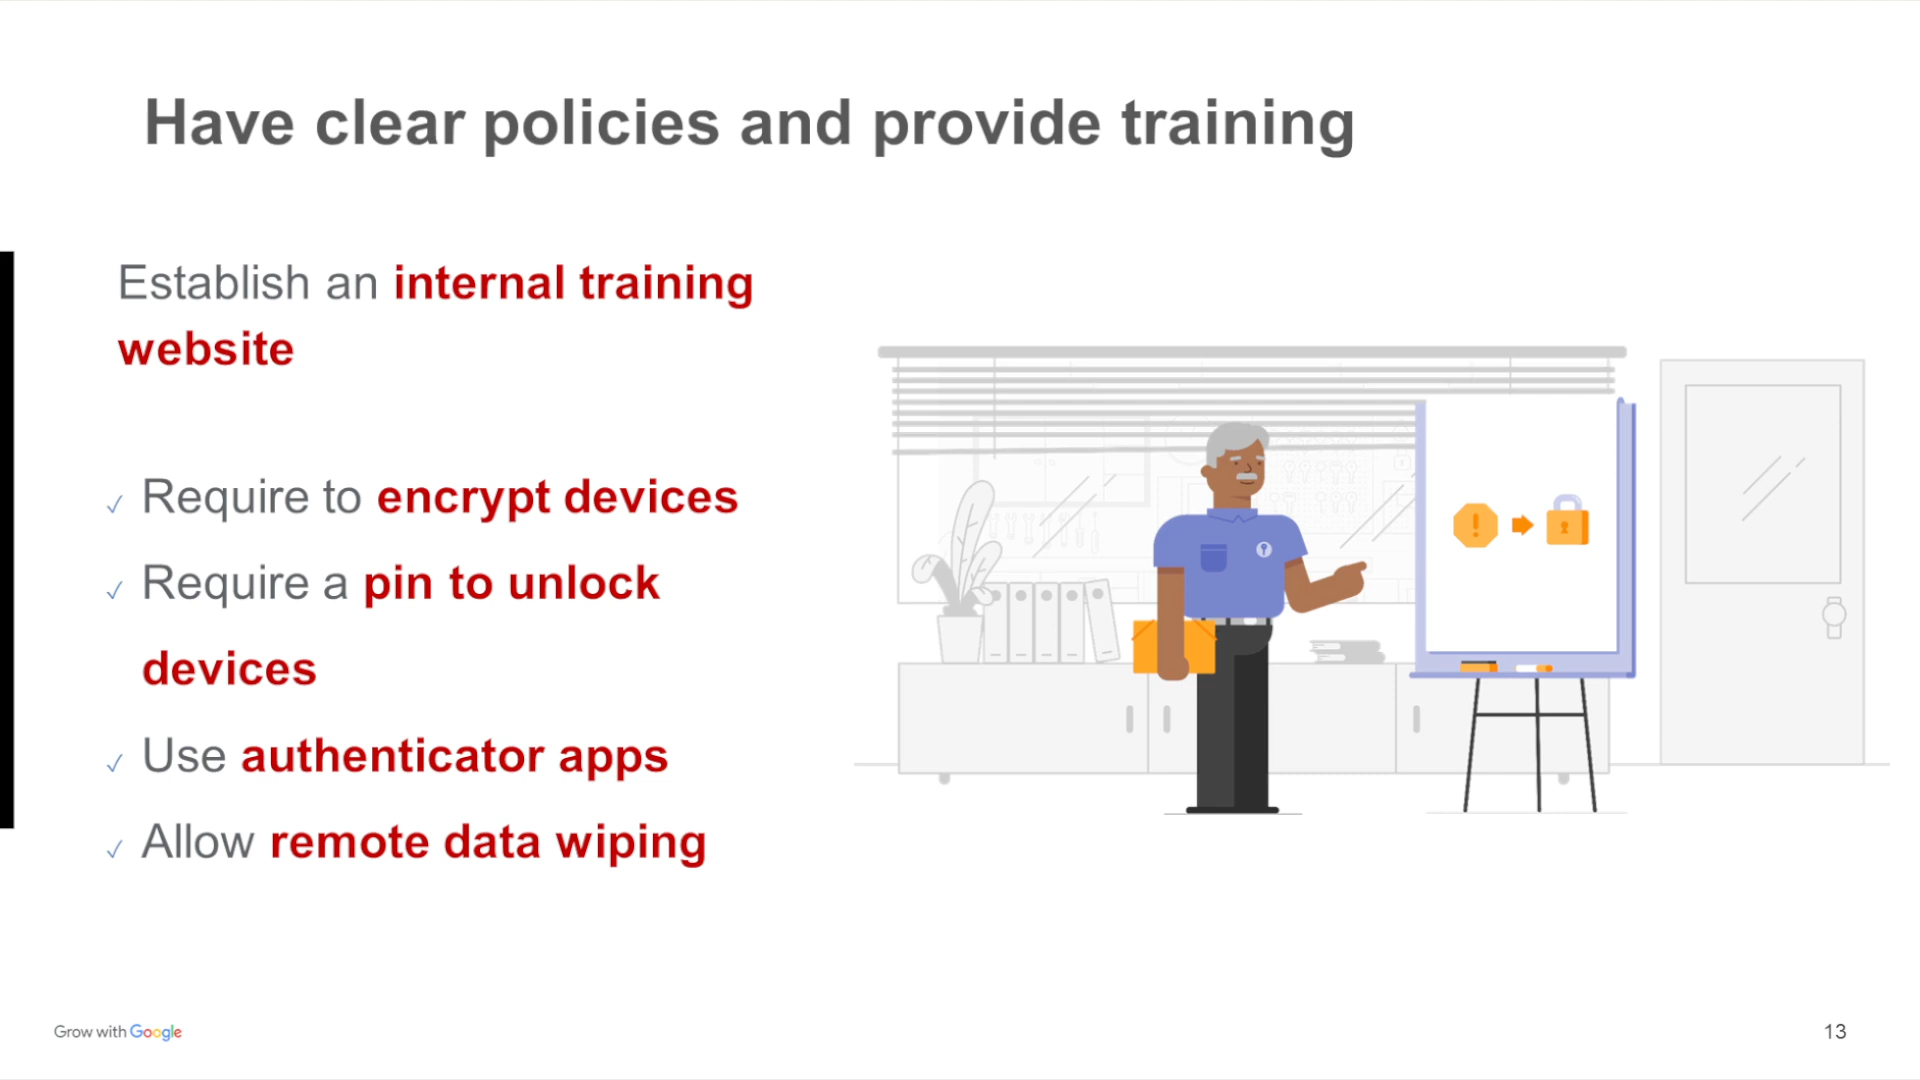 Have clear policies and provide training
Establish an internal training
website
✓ Require to encrypt devices
✓ Require a pin to unlock
devices
✓ Use authenticator apps
✓ Allow remote data wiping
Grow with Google
13